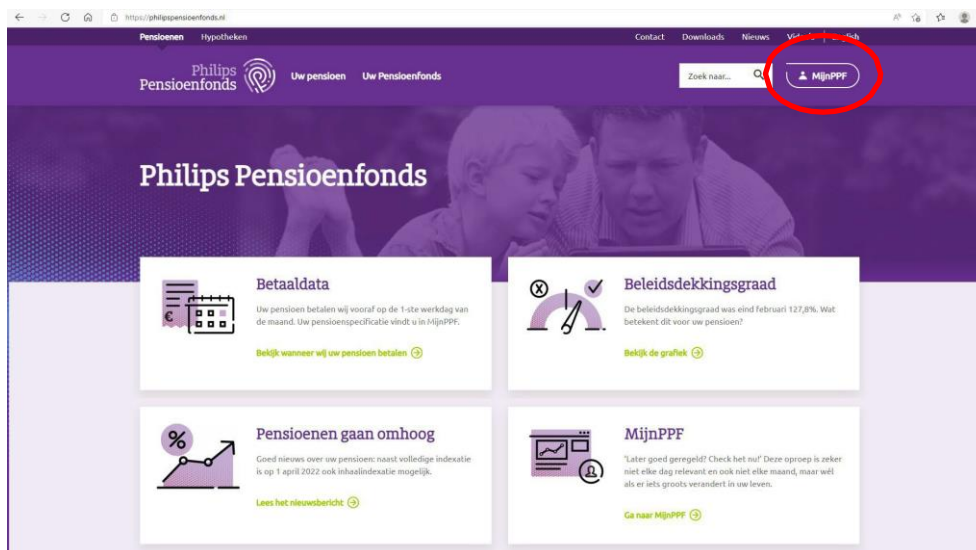 https://philipspensioenfonds.nl
Pensioenen Hypotheken Contact Downloads Nieuws English
Philips
Pensioenfonds
Uw pensioen Uw Pensioenfonds
Zoek naar...
MijnPPF
Philips Pensioenfonds
Betaaldata
Uw pensioen betalen wij vooraf op de 1-ste werkdag van
de maand. Uw pensioenspecificatie vindt u in MijnPPF.
Bekijk wanneer wij uw pensioen betalen
Beleidsdekkingsgraad
De beleidsdekkingsgraad was eind februari 127,8%. Wat
betekent dit voor uw pensioen?
Bekijk de grafiek
Pensioenen gaan omhoog
Goed nieuws over uw pensioen: naast volledige indexatie
is op 1 april 2022 ook inhaalindexatie mogelijk.
Lees het nieuwsbericht
MijnPPF
'Later goed geregeld? Check het nu!' Deze oproep is zeker
niet elke dag relevant en ook niet elke maand, maar wél
als er iets groots verandert in uw leven.
Ga naar MijnPPF